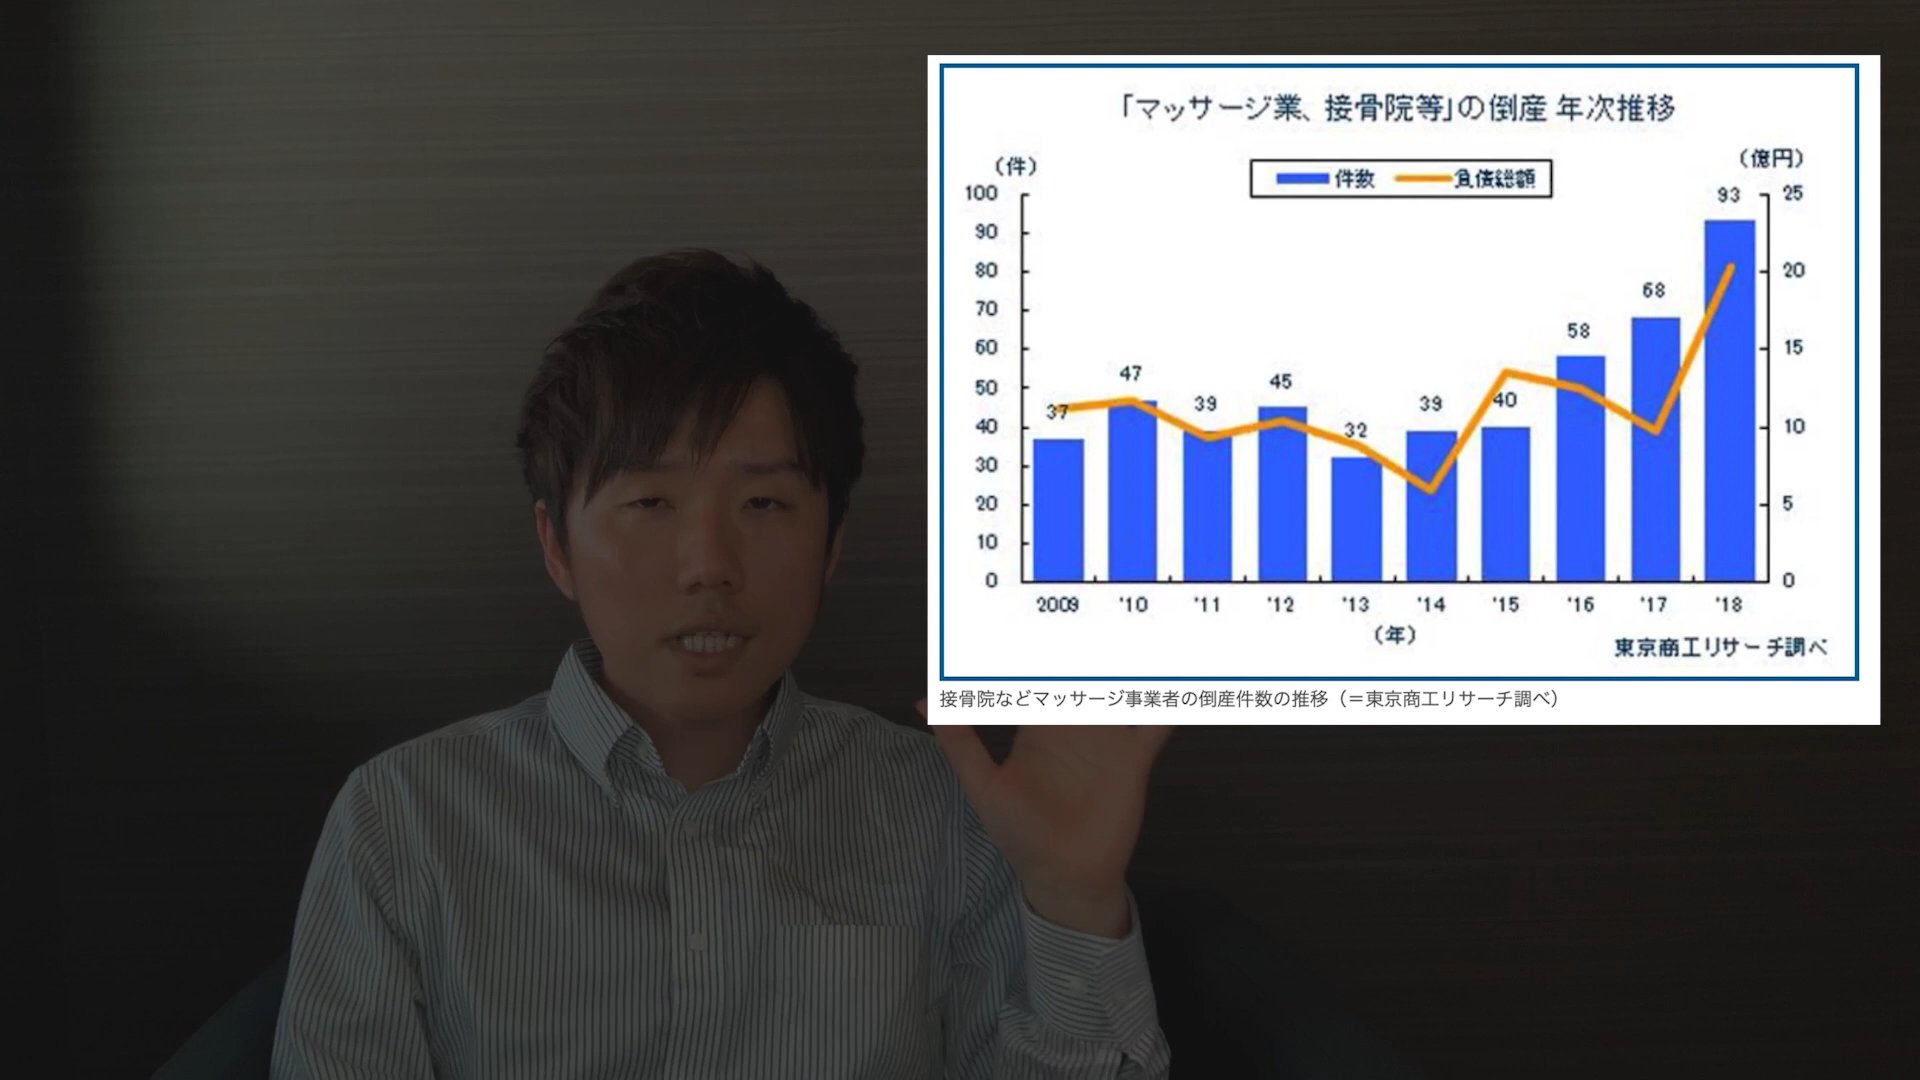 「マッサージ業、接骨院等」の倒産 年次推移
（件）
（億円）
件数 負債総額
100
90
80
70
60
50
40
30
20
10
0
25
20
15
10
5
0
37 47 39 45 32 39 40 58 68 93
2009 '10 '11 '12 '13 '14 '15 '16 '17 '18
（年）
東京商工リサーチ調べ
接骨院などマッサージ事業者の倒産件数の推移（＝東京商工リサーチ調べ）